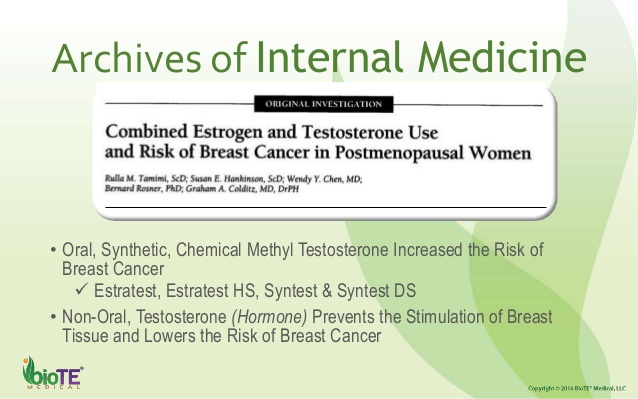 Archives of Internal Medicine
ORIGINAL INVESTIGATION
Combined Estrogen and Testosterone Use
and Risk of Breast Cancer in Postmenopausal Women
Rulla M. Tamimi, ScD; Susan E. Hankinson, ScD; Wendy Y. Chen, MD;
Bernard Rosner, PhD; Graham A. Colditz, MD, DrPH
• Oral, Synthetic, Chemical Methyl Testosterone Increased the Risk of
Breast Cancer
✓ Estratest, Estratest HS, Syntest & Syntest DS
• Non-Oral, Testosterone (Hormone) Prevents the Stimulation of Breast
Tissue and Lowers the Risk of Breast Cancer
bioTE®
MEDICAL
Copyright © 2016 BioTE® Medical, LLC